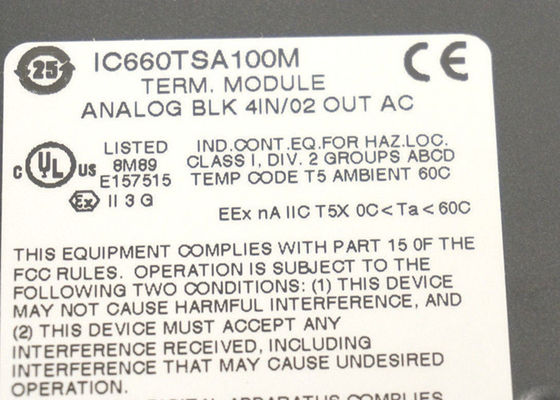 25 IC660TSA100M CE
TERM. MODULE
ANALOG BLK 4IN/02 OUT AC
LISTED IND.CONT.EQ.FOR HAZ.LOC.
C UL US 8M89 CLASS I, DIV. 2 GROUPS ABCD
E157515 TEMP CODE T5 AMBIENT 60C
Ex II 3 G
EEx nA IIC T5X 0C<Ta<60C
THIS EQUIPMENT COMPLIES WITH PART 15 0F THE
FCC RULES. OPERATION IS SUBJECT TO THE
FOLLOWING TWO CONDITIONS: (1) THIS DEVICE
MAY NOT CAUSE HARMFUL INTERFERENCE, AND
(2) THIS DEVICE MUST ACCEPT ANY
INTERFERENCE RECEIVED, INCLUDING
INTERFERENCE THAT MAY CAUSE UNDESIRED
OPERATION.
DIGITAL APPARATUS COMPLIES